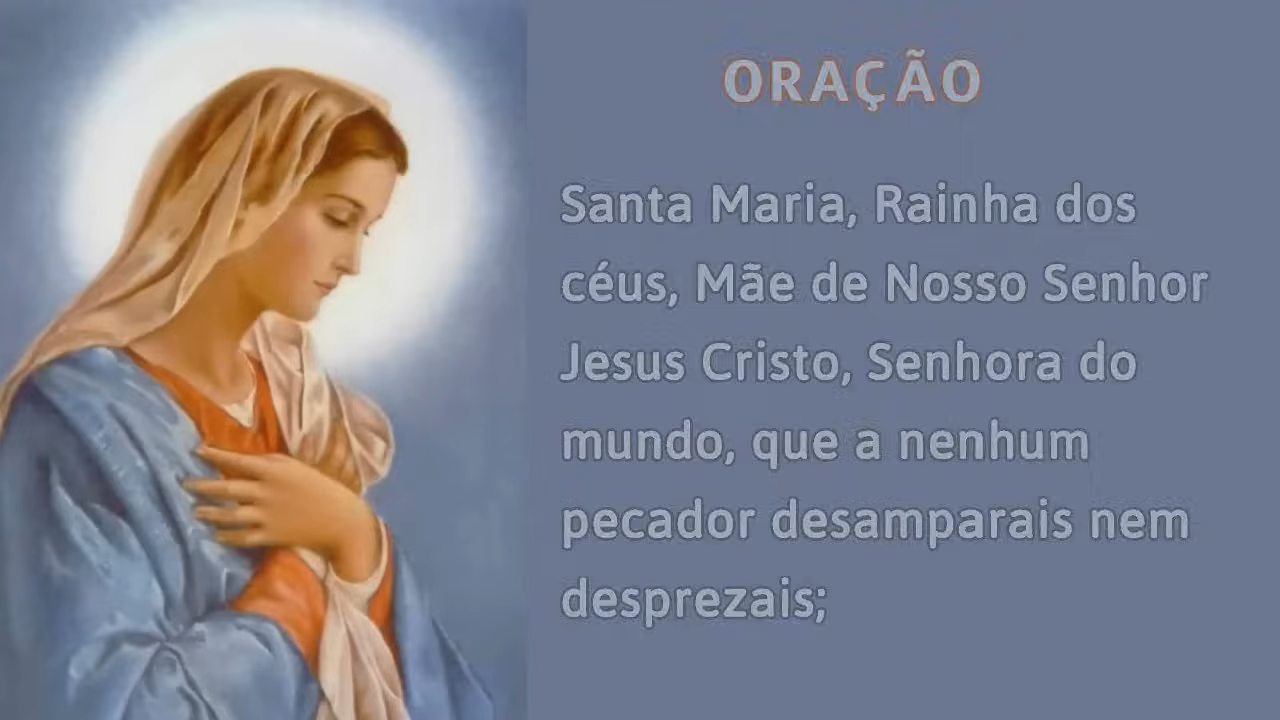 ORAÇÃO
Santa Maria, Rainha dos
céus, Mãe de Nosso Senhor
Jesus Cristo, Senhora do
mundo, que a nenhum
pecador desamparais nem
desprezais;